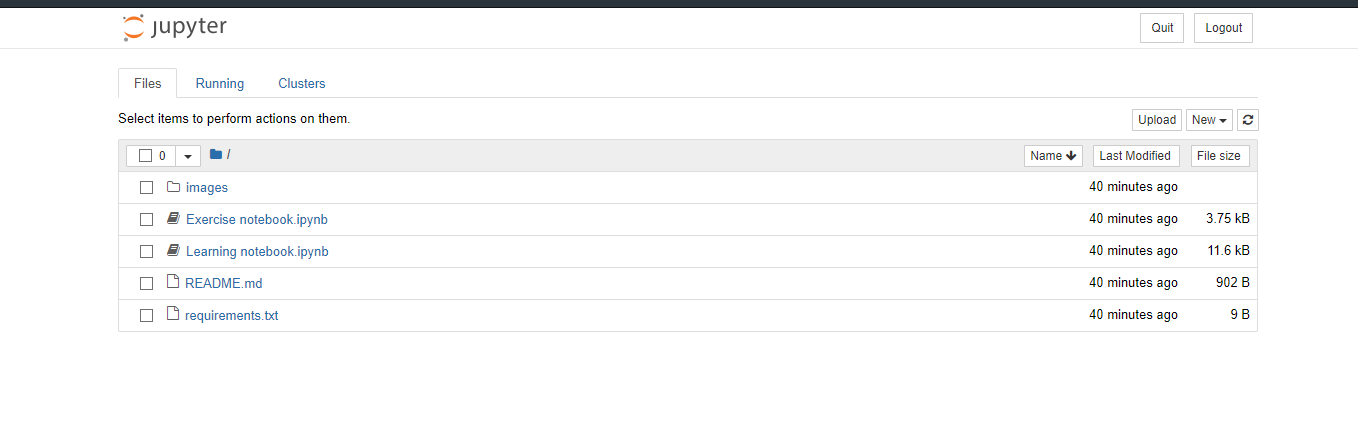 jupyter Quit Logout
Files Running Clusters
Select items to perform actions on them. Upload New
0 / Name Last Modified File size
images 40 minutes ago
Exercise notebook.ipynb 40 minutes ago 3.75 kB
Learning notebook.ipynb 40 minutes ago 11.6 kB
README.md 40 minutes ago 902 B
requirements.txt 40 minutes ago 9 B